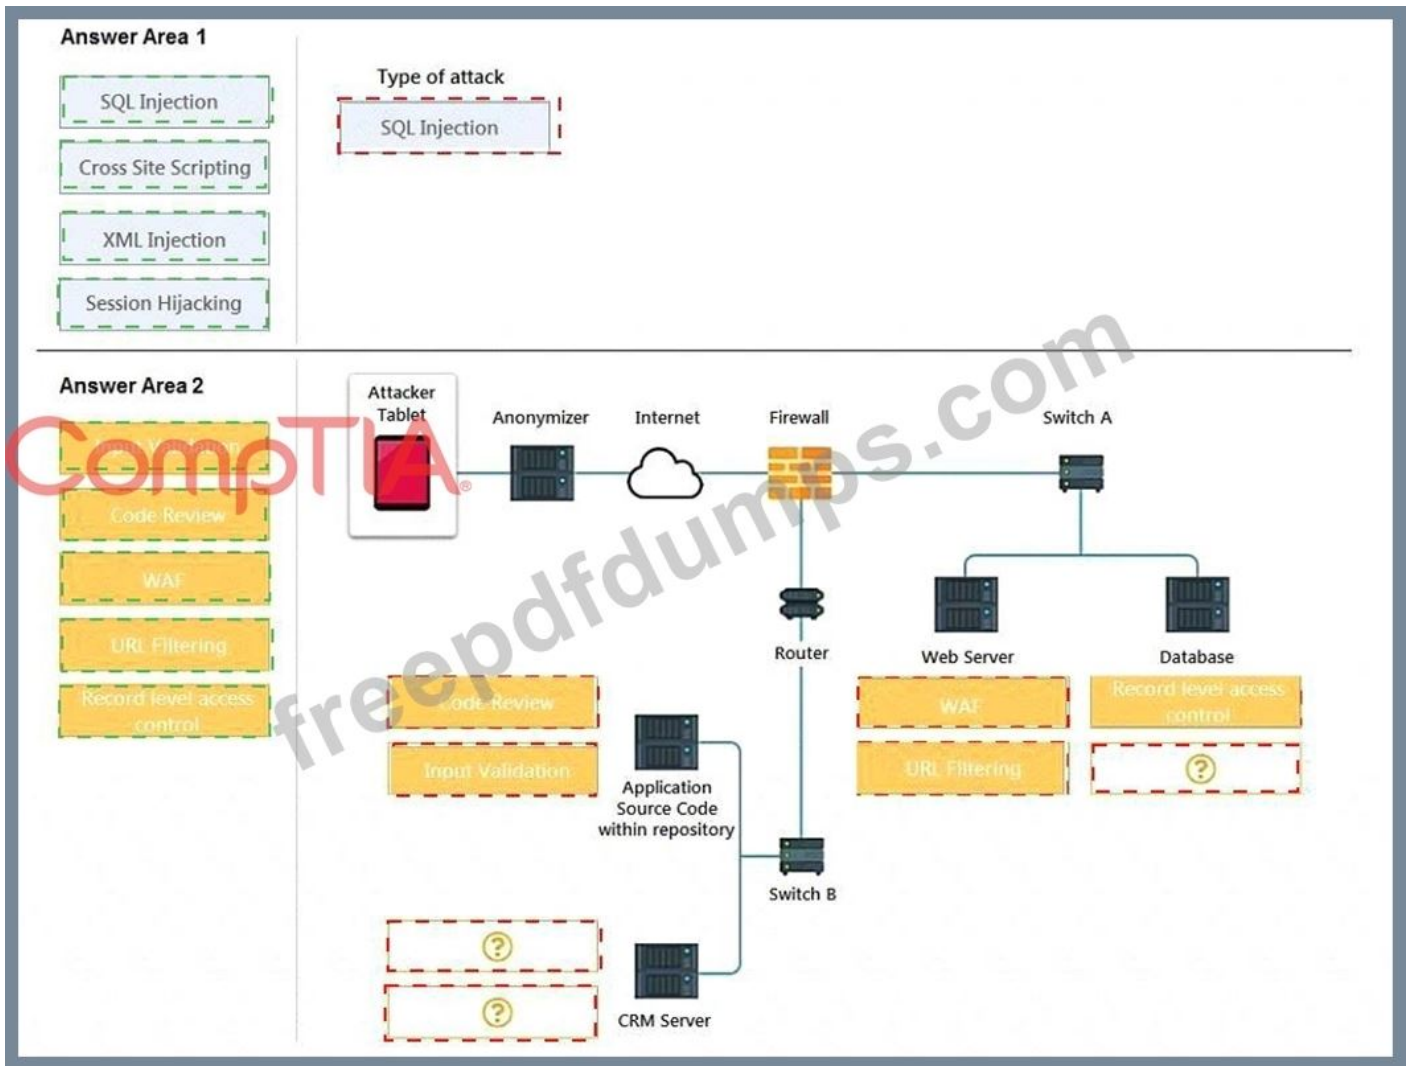 Answer Area 1
SQL Injection
Cross Site Scripting
XML Injection
Session Hijacking
Type of attack
SQL Injection
Answer Area 2
Input Validation
Code Review
WAF
URL Filtering
Record level access
control
CompTIA®
Attacker
Tablet
Anonymizer
Internet
Firewall
Switch A
Router
Web Server
Database
Code Review
Input Validation
Application
Source Code
within repository
WAF
URL Filtering
Record level access
control
?
Switch B
?
?
CRM Server
freepdfdumps.com